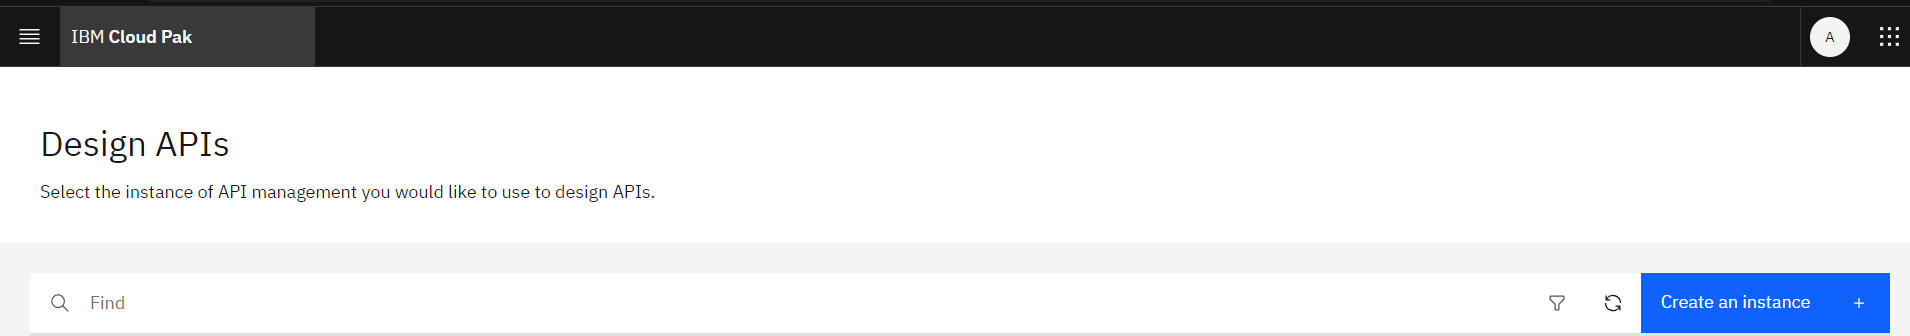 IBM Cloud Pak
A
Design APIs
Select the instance of API management you would like to use to design APIs.
Find
Create an instance +